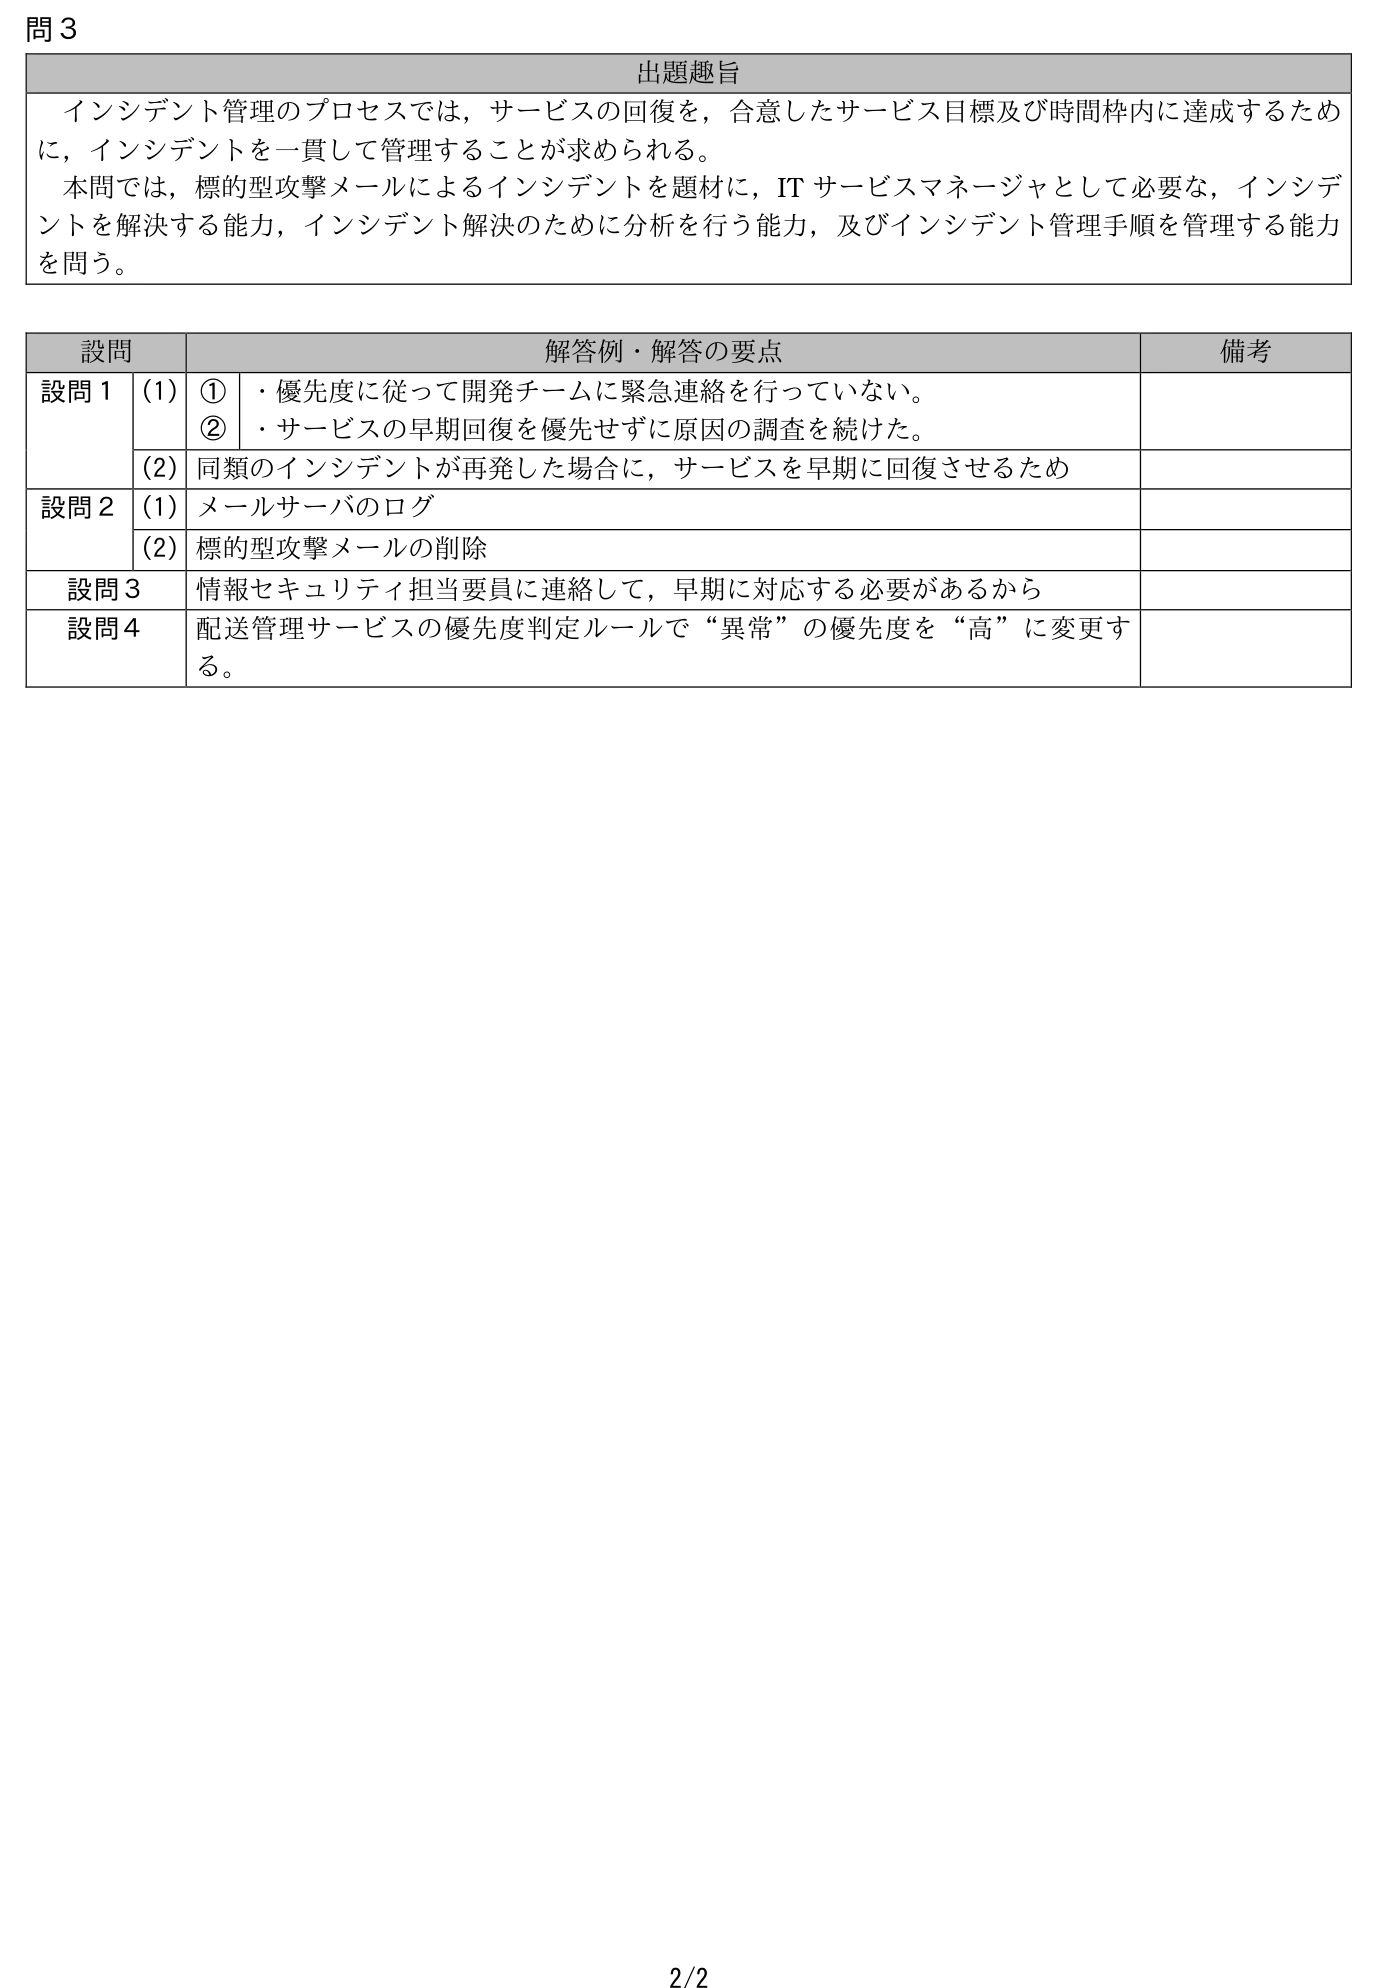 問３
出題趣旨
　インシデント管理のプロセスでは，サービスの回復を，合意したサービス目標及び時間枠内に達成するため
に，インシデントを一貫して管理することが求められる。
　本問では，標的型攻撃メールによるインシデントを題材に，IT サービスマネージャとして必要な，インシデ
ントを解決する能力，インシデント解決のために分析を行う能力，及びインシデント管理手順を管理する能力
を問う。
設問 解答例・解答の要点 備考
設問１ (1) ① ・優先度に従って開発チームに緊急連絡を行っていない。
② ・サービスの早期回復を優先せずに原因の調査を続けた。
(2) 同類のインシデントが再発した場合に，サービスを早期に回復させるため
設問２ (1) メールサーバのログ
(2) 標的型攻撃メールの削除
設問３ 情報セキュリティ担当要員に連絡して，早期に対応する必要があるから
設問４ 配送管理サービスの優先度判定ルールで“異常”の優先度を“高”に変更す
る。
2/2